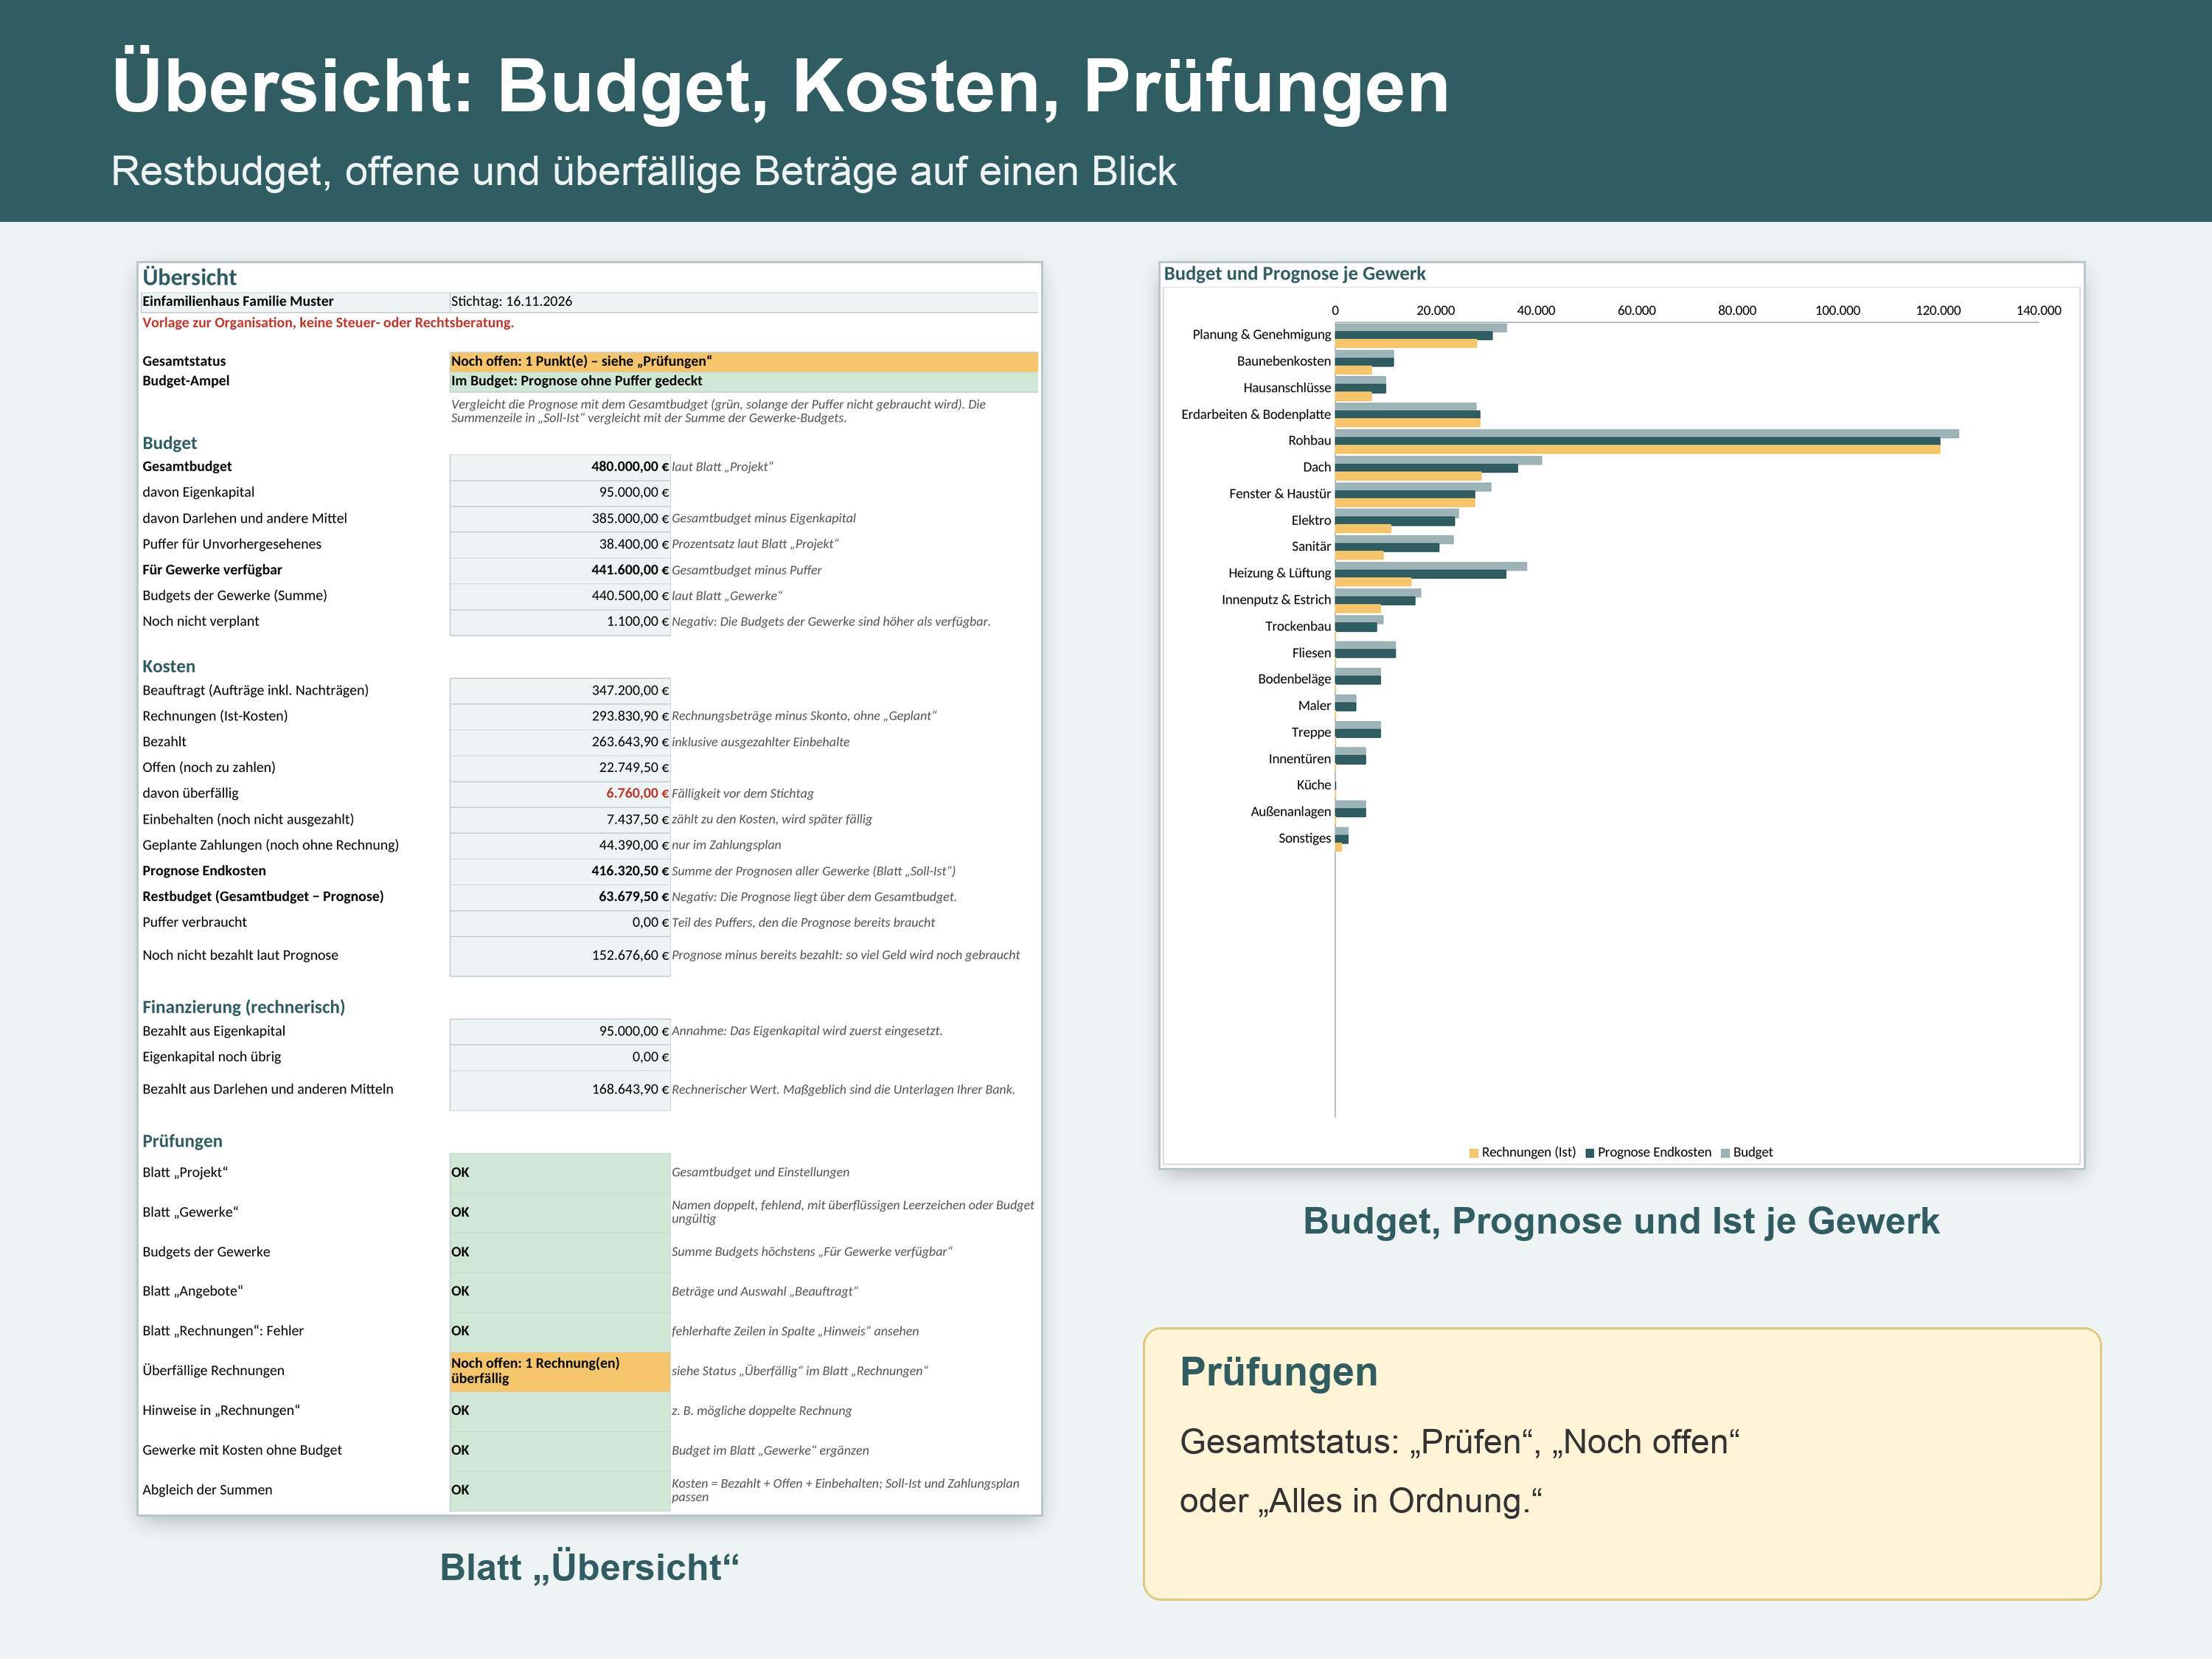 Übersicht: Budget, Kosten, Prüfungen
Restbudget, offene und überfällige Beträge auf einen Blick
Übersicht
Einfamilienhaus Familie Muster Stichtag: 16.11.2026
Vorlage zur Organisation, keine Steuer- oder Rechtsberatung.
Gesamtstatus Noch offen: 1 Punkt(e) – siehe „Prüfungen“
Budget-Ampel Im Budget: Prognose ohne Puffer gedeckt
Vergleicht die Prognose mit dem Gesamtbudget (grün, solange der Puffer nicht gebraucht wird). Die
Summenzeile in „Soll-Ist“ vergleicht mit der Summe der Gewerke-Budgets.
Budget
Gesamtbudget 480.000,00 € laut Blatt „Projekt“
davon Eigenkapital 95.000,00 €
davon Darlehen und andere Mittel 385.000,00 € Gesamtbudget minus Eigenkapital
Puffer für Unvorhergesehenes 38.400,00 € Prozentsatz laut Blatt „Projekt“
Für Gewerke verfügbar 441.600,00 € Gesamtbudget minus Puffer
Budgets der Gewerke (Summe) 440.500,00 € laut Blatt „Gewerke“
Noch nicht verplant 1.100,00 € Negativ: Die Budgets der Gewerke sind höher als verfügbar.
Kosten
Beauftragt (Aufträge inkl. Nachträgen) 347.200,00 €
Rechnungen (Ist-Kosten) 293.830,90 € Rechnungsbeträge minus Skonto, ohne „Geplant“
Bezahlt 263.643,90 € inklusive ausgezahlter Einbehalte
Offen (noch zu zahlen) 22.749,50 €
davon überfällig 6.760,00 € Fälligkeit vor dem Stichtag
Einbehalten (noch nicht ausgezahlt) 7.437,50 € zählt zu den Kosten, wird später fällig
Geplante Zahlungen (noch ohne Rechnung) 44.390,00 € nur im Zahlungsplan
Prognose Endkosten 416.320,50 € Summe der Prognosen aller Gewerke (Blatt „Soll-Ist“)
Restbudget (Gesamtbudget – Prognose) 63.679,50 € Negativ: Die Prognose liegt über dem Gesamtbudget.
Puffer verbraucht 0,00 € Teil des Puffers, den die Prognose bereits braucht
Noch nicht bezahlt laut Prognose 152.676,60 € Prognose minus bereits bezahlt: so viel Geld wird noch gebraucht
Finanzierung (rechnerisch)
Bezahlt aus Eigenkapital 95.000,00 € Annahme: Das Eigenkapital wird zuerst eingesetzt.
Eigenkapital noch übrig 0,00 €
Bezahlt aus Darlehen und anderen Mitteln 168.643,90 € Rechnerischer Wert. Maßgeblich sind die Unterlagen Ihrer Bank.
Prüfungen
Blatt „Projekt“ OK Gesamtbudget und Einstellungen
Blatt „Gewerke“ OK Namen doppelt, fehlend, mit überflüssigen Leerzeichen oder Budget
ungültig
Budgets der Gewerke OK Summe Budgets höchstens „Für Gewerke verfügbar“
Blatt „Angebote“ OK Beträge und Auswahl „Beauftragt“
Blatt „Rechnungen“: Fehler OK fehlerhafte Zeilen in Spalte „Hinweis“ ansehen
Überfällige Rechnungen Noch offen: 1 Rechnung(en)
überfällig siehe Status „Überfällig“ im Blatt „Rechnungen“
Hinweise in „Rechnungen“ OK z. B. mögliche doppelte Rechnung
Gewerke mit Kosten ohne Budget OK Budget im Blatt „Gewerke“ ergänzen
Abgleich der Summen OK Kosten = Bezahlt + Offen + Einbehalten; Soll-Ist und Zahlungsplan
passen
Blatt „Übersicht“
Budget und Prognose je Gewerk
0 20.000 40.000 60.000 80.000 100.000 120.000 140.000
Planung & Genehmigung
Baunebenkosten
Hausanschlüsse
Erdarbeiten & Bodenplatte
Rohbau
Dach
Fenster & Haustür
Elektro
Sanitär
Heizung & Lüftung
Innenputz & Estrich
Trockenbau
Fliesen
Bodenbeläge
Maler
Treppe
Innentüren
Küche
Außenanlagen
Sonstiges
Rechnungen (Ist) Prognose Endkosten Budget
Budget, Prognose und Ist je Gewerk
Prüfungen
Gesamtstatus: „Prüfen“, „Noch offen“
oder „Alles in Ordnung.“